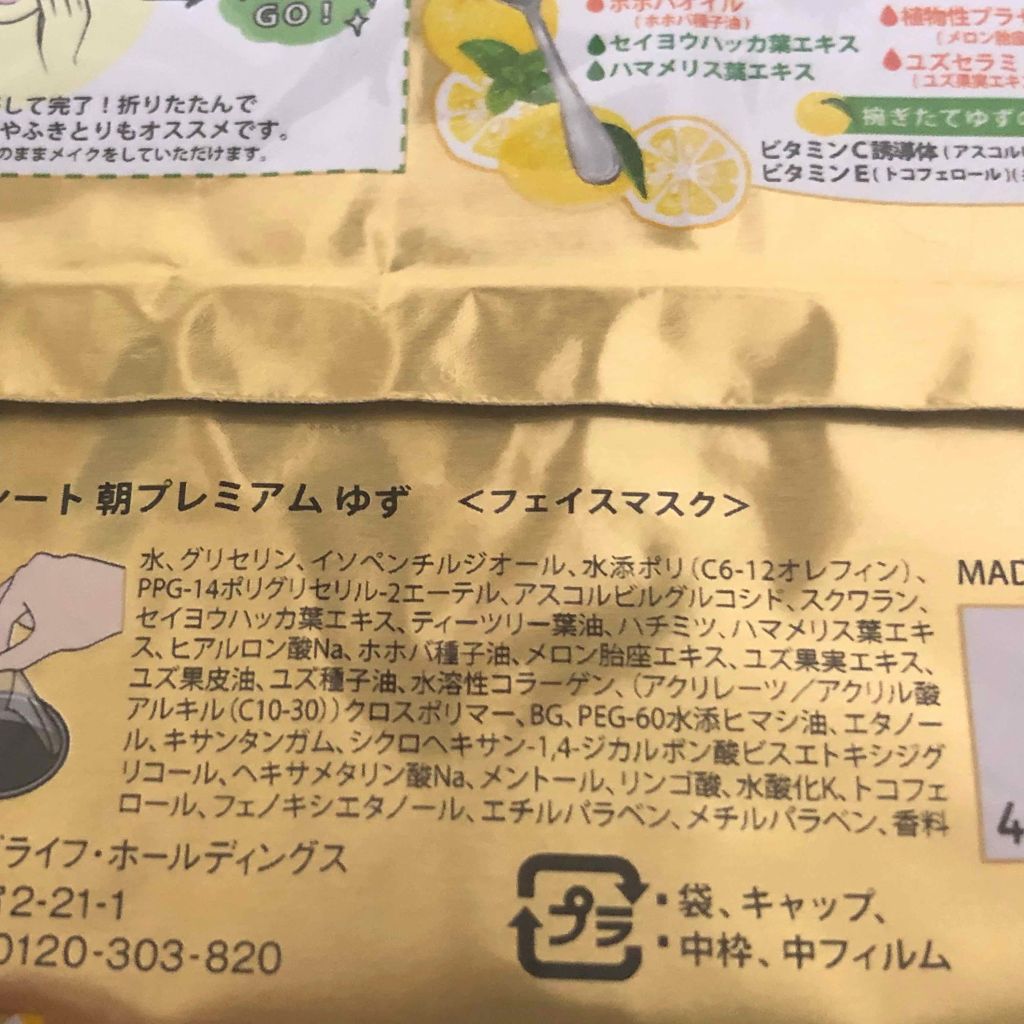 GO!
して完了!折りたたんで
やふきとりもオススメです。
のままメイクをしていただけます。
ホホバオイル
(ホホバ種子油)
セイヨウハッカ葉エキス
ハマメリス葉エキス
植物性プラセ
(メロン胎座
ユズセラミ
(ユズ果実エキ
搾ぎたてゆずの
ビタミンC誘導体(アスコルビ
ビタミンE(トコフェロール)(
シート 朝プレミアム ゆず <フェイスマスク>
水、グリセリン、イソペンチルジオール、水添ポリ(C6-12オレフィン)、
PPG-14ポリグリセリル-2エーテル、アスコルビルグルコシド、スクワラン、
セイヨウハッカ葉エキス、ティーツリー葉油、ハチミツ、ハマメリス葉エキ
ス、ヒアルロン酸Na、ホホバ種子油、メロン胎座エキス、ユズ果実エキス、
ユズ果皮油、ユズ種子油、水溶性コラーゲン、(アクリレーツ/アクリル酸
アルキル(C10-30))クロスポリマー、BG、PEG-60水添ヒマシ油、エタノー
ル、キサンタンガム、シクロヘキサン-1,4-ジカルボン酸ビスエトキシジグ
リコール、ヘキサメタリン酸Na、メントール、リンゴ酸、水酸化K、トコフェ
ロール、フェノキシエタノール、エチルパラベン、メチルパラベン、香料
MAD
4
ライフ・ホールディングス
2-21-1
0120-303-820
プラ
・袋、キャップ、
・中枠、中フィルム